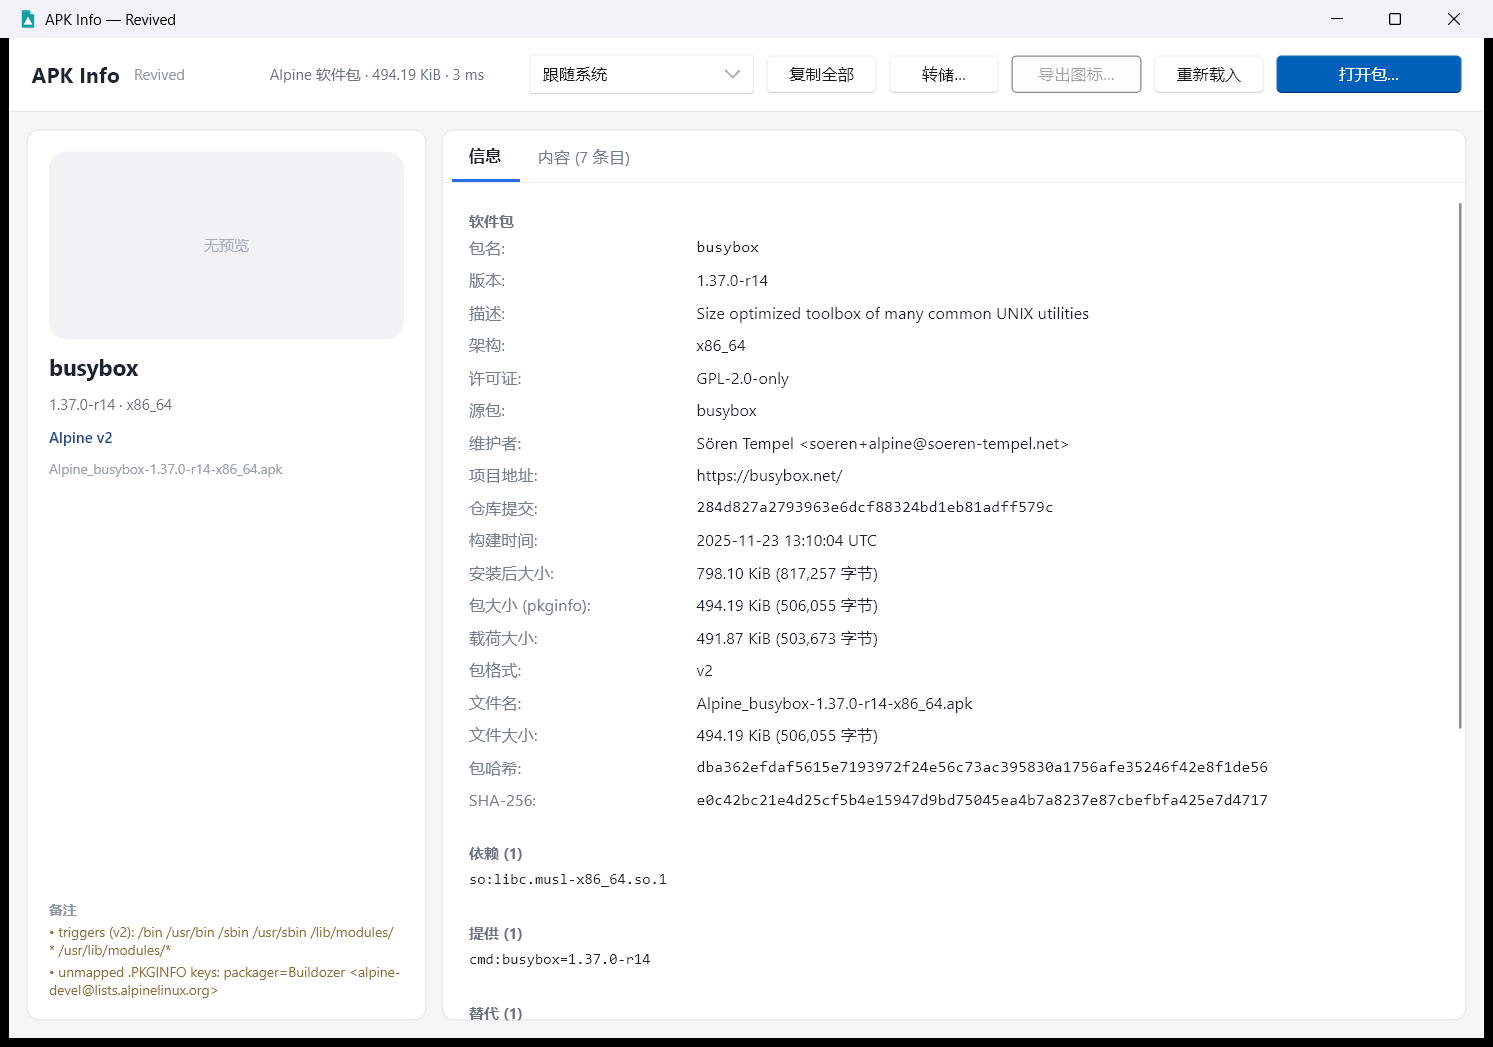 APK Info — Revived
APK Info Revived
Alpine 软件包 · 494.19 KiB · 3 ms
跟随系统
复制全部
转储...
导出图标...
重新载入
打开包...
无预览
busybox
1.37.0-r14 · x86_64
Alpine v2
Alpine_busybox-1.37.0-r14-x86_64.apk
备注
• triggers (v2): /bin /usr/bin /sbin /usr/sbin /lib/modules/
* /usr/lib/modules/*
• unmapped .PKGINFO keys: packager=Buildozer <alpine-
devel@lists.alpinelinux.org>
信息 内容 (7 条目)
软件包
包名: busybox
版本: 1.37.0-r14
描述: Size optimized toolbox of many common UNIX utilities
架构: x86_64
许可证: GPL-2.0-only
源包: busybox
维护者: Sören Tempel <soeren+alpine@soeren-tempel.net>
项目地址: https://busybox.net/
仓库提交: 284d827a2793963e6dcf88324bd1eb81adff579c
构建时间: 2025-11-23 13:10:04 UTC
安装后大小: 798.10 KiB (817,257 字节)
包大小 (pkginfo): 494.19 KiB (506,055 字节)
载荷大小: 491.87 KiB (503,673 字节)
包格式: v2
文件名: Alpine_busybox-1.37.0-r14-x86_64.apk
文件大小: 494.19 KiB (506,055 字节)
包哈希: dba362efdaf5615e7193972f24e56c73ac395830a1756afe35246f42e8f1de56
SHA-256: e0c42bc21e4d25cf5b4e15947d9bd75045ea4b7a8237e87cbefbfa425e7d4717
依赖 (1)
so:libc.musl-x86_64.so.1
提供 (1)
cmd:busybox=1.37.0-r14
替代 (1)